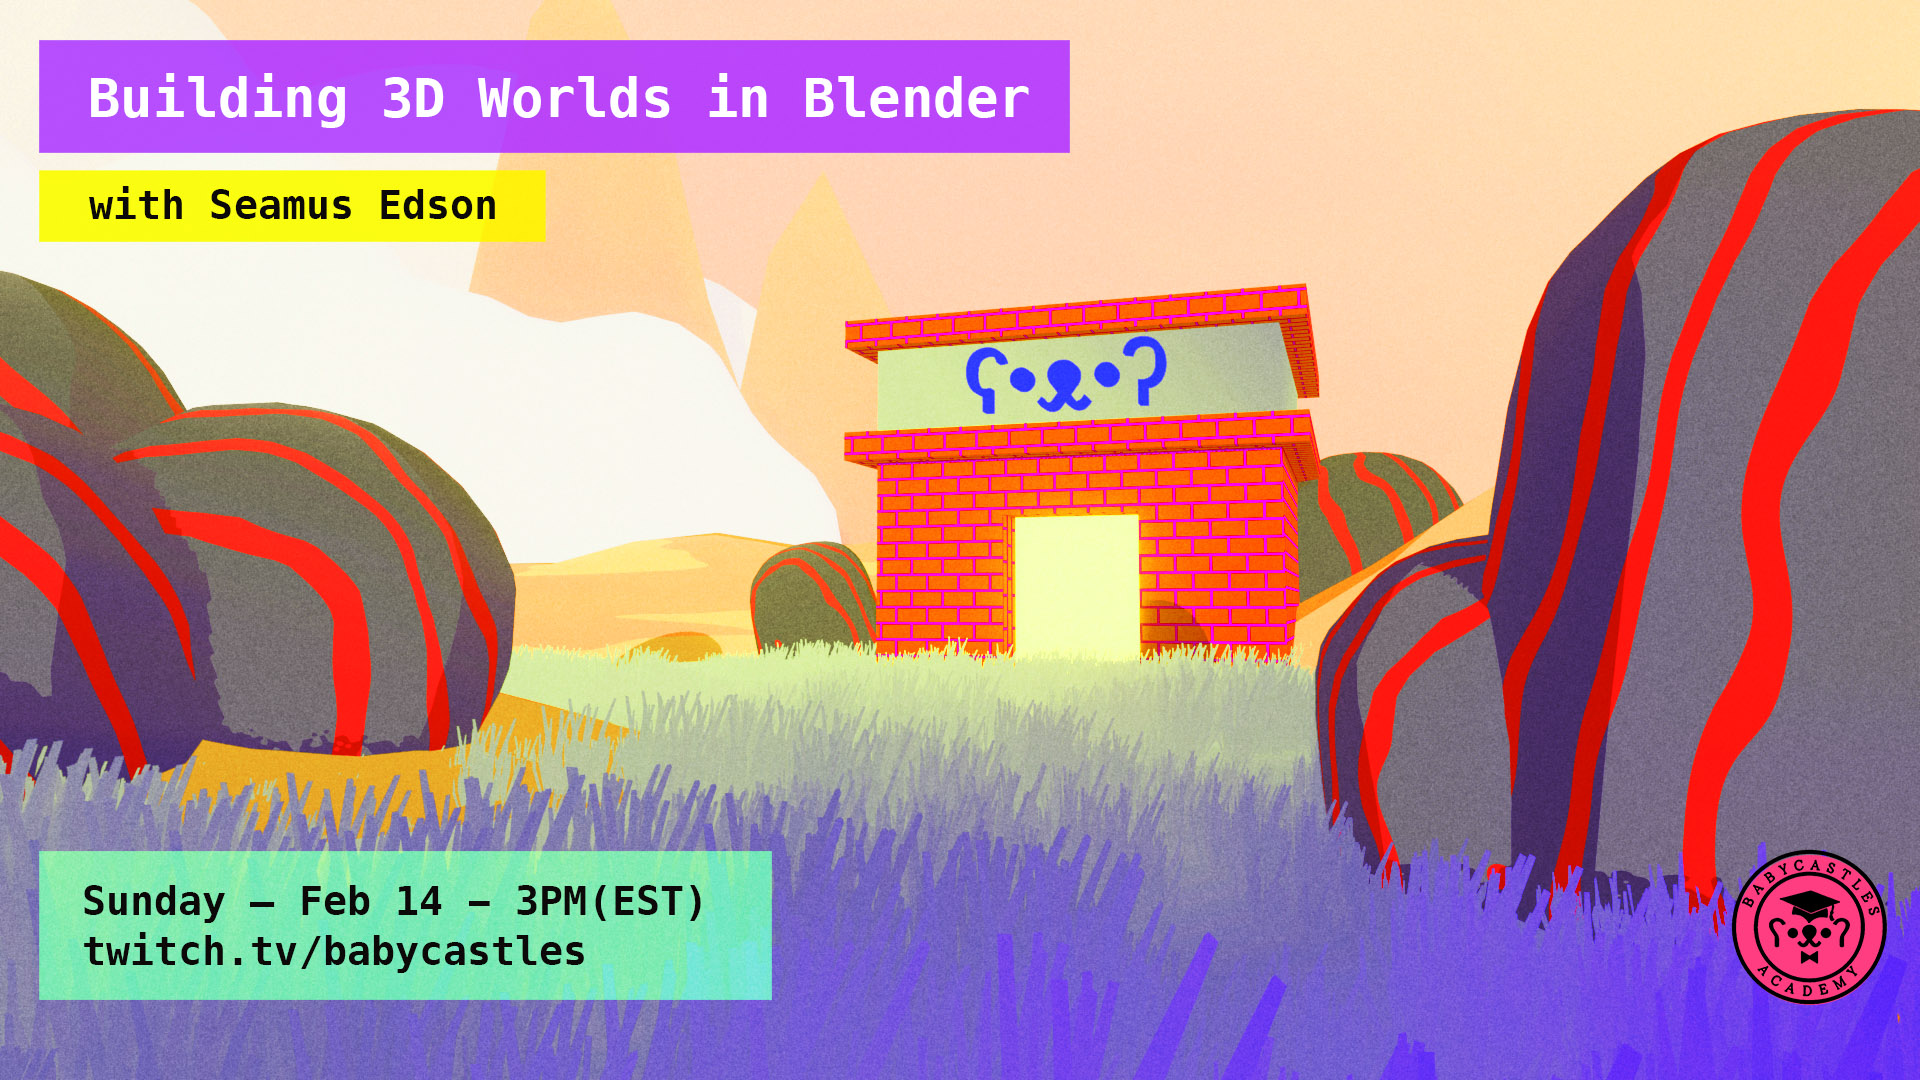 Building 3D Worlds in Blender
with Seamus Edson
Sunday – Feb 14 – 3PM(EST)
twitch.tv/babycastles
BABYCASTLES
ACADEMY